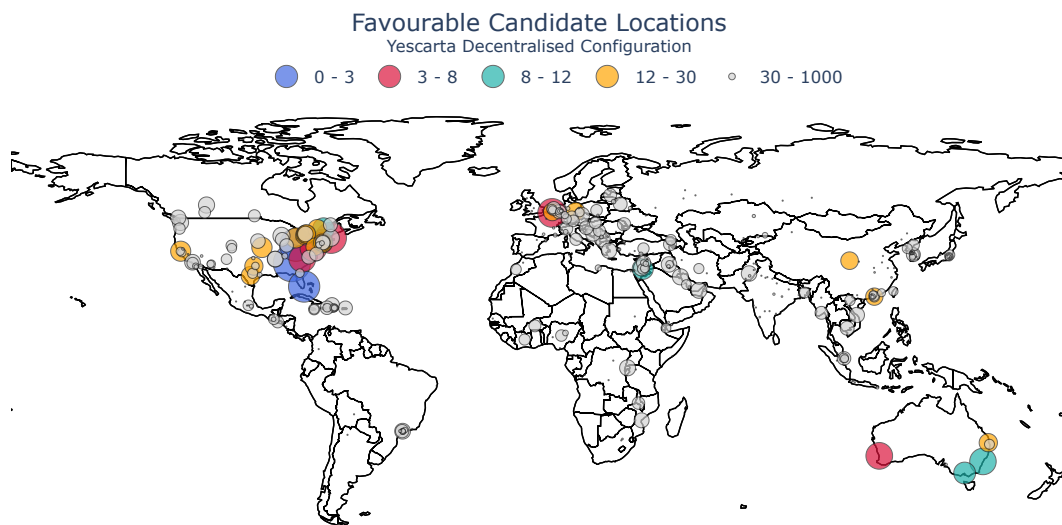 Favourable Candidate Locations
Yescarta Decentralised Configuration
0 - 3 3 - 8 8 - 12 12 - 30 30 - 1000